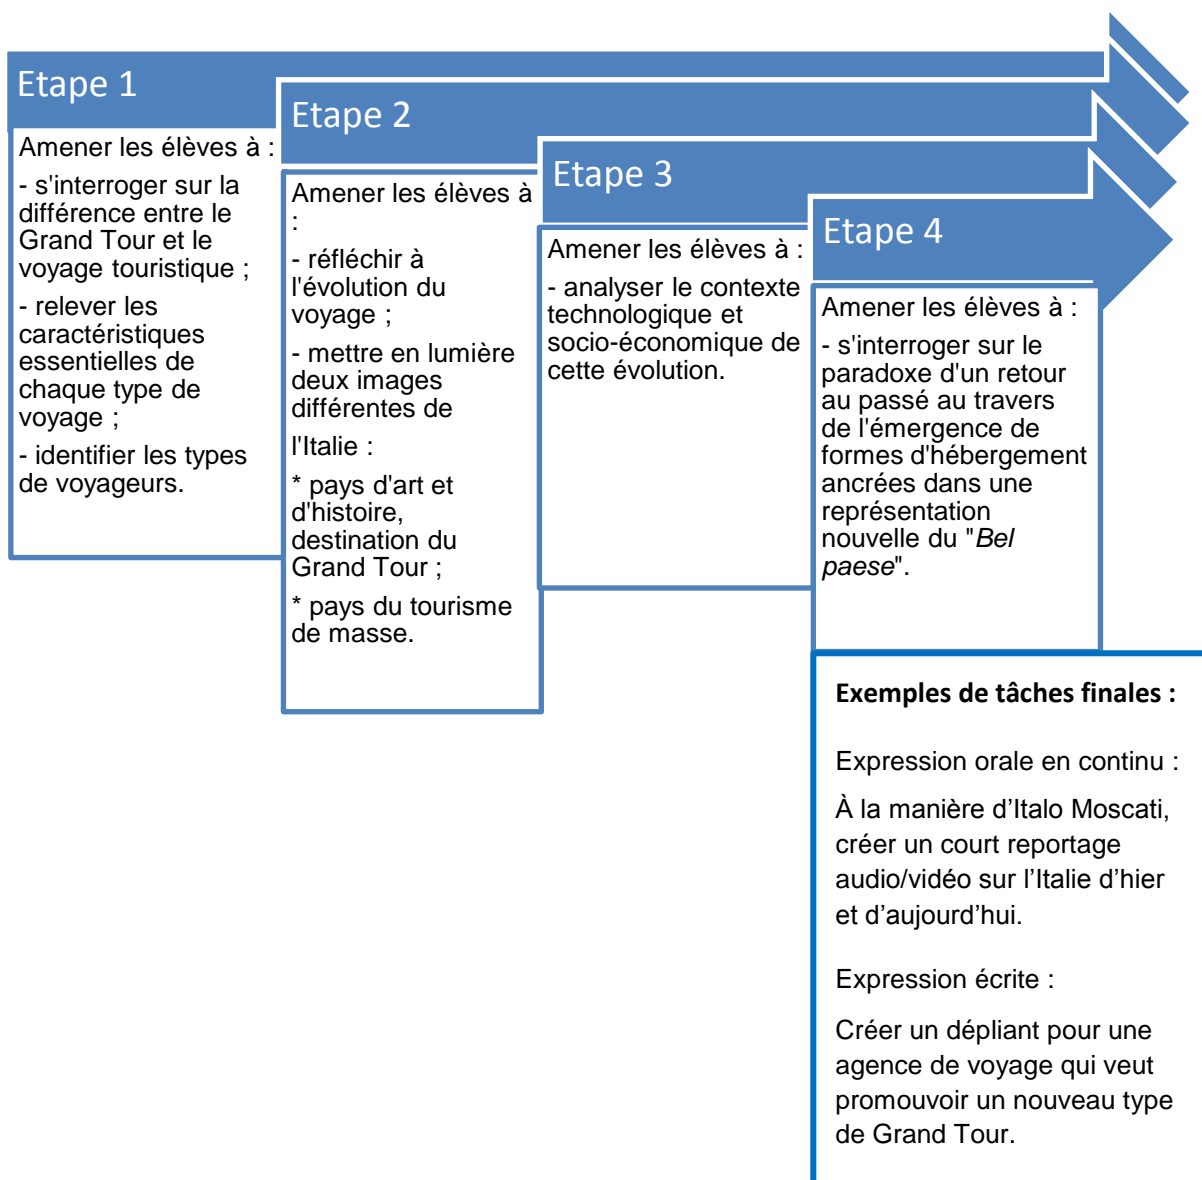 Etape 1
Amener les élèves à :
- s'interroger sur la
différence entre le
Grand Tour et le
voyage touristique ;
- relever les
caractéristiques
essentielles de
chaque type de
voyage ;
- identifier les types
de voyageurs.
Etape 2
Amener les élèves à
:
- réfléchir à
l'évolution du
voyage ;
- mettre en lumière
deux images
différentes de
l'Italie :
* pays d'art et
d'histoire,
destination du
Grand Tour ;
* pays du tourisme
de masse.
Etape 3
Amener les élèves à :
- analyser le contexte
technologique et
socio-économique de
cette évolution.
Etape 4
Amener les élèves à :
- s'interroger sur le
paradoxe d'un retour
au passé au travers
de l'émergence de
formes d'hébergement
ancrées dans une
représentation
nouvelle du "Bel
paese".
Exemples de tâches finales :
Expression orale en continu :
À la manière d’Italo Moscati,
créer un court reportage
audio/vidéo sur l’Italie d’hier
et d’aujourd’hui.
Expression écrite :
Créer un dépliant pour une
agence de voyage qui veut
promouvoir un nouveau type
de Grand Tour.